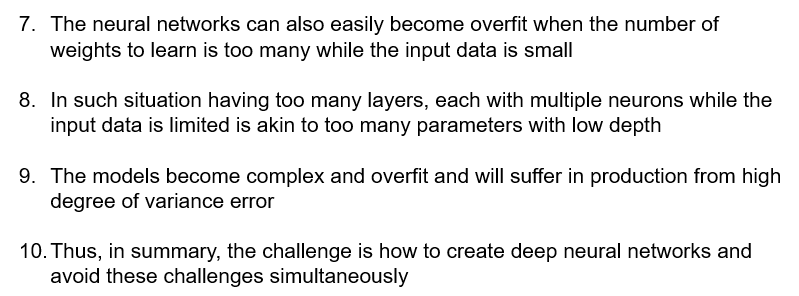 7. The neural networks can also easily become overfit when the number of
weights to learn is too many while the input data is small
8. In such situation having too many layers, each with multiple neurons while the
input data is limited is akin to too many parameters with low depth
9. The models become complex and overfit and will suffer in production from high
degree of variance error
10. Thus, in summary, the challenge is how to create deep neural networks and
avoid these challenges simultaneously